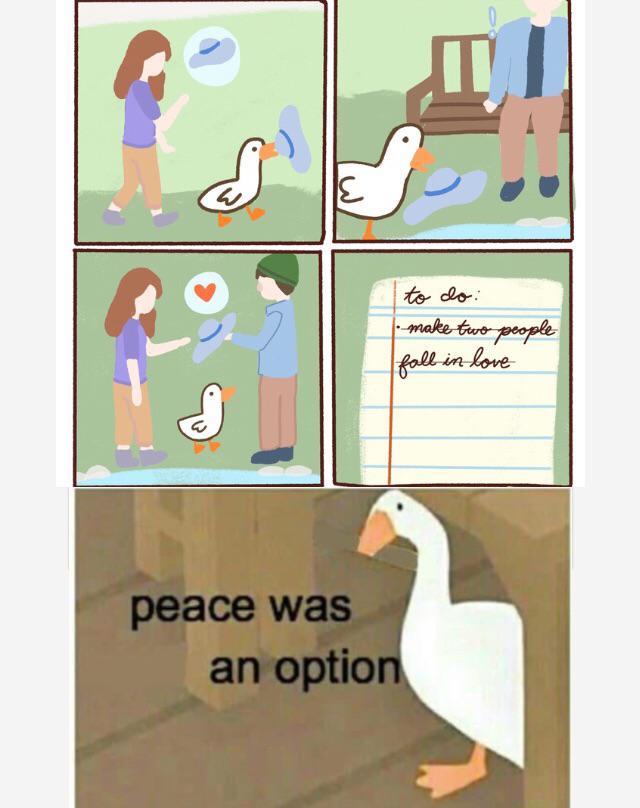 to do:
· make two people
fall in love
peace was
an option